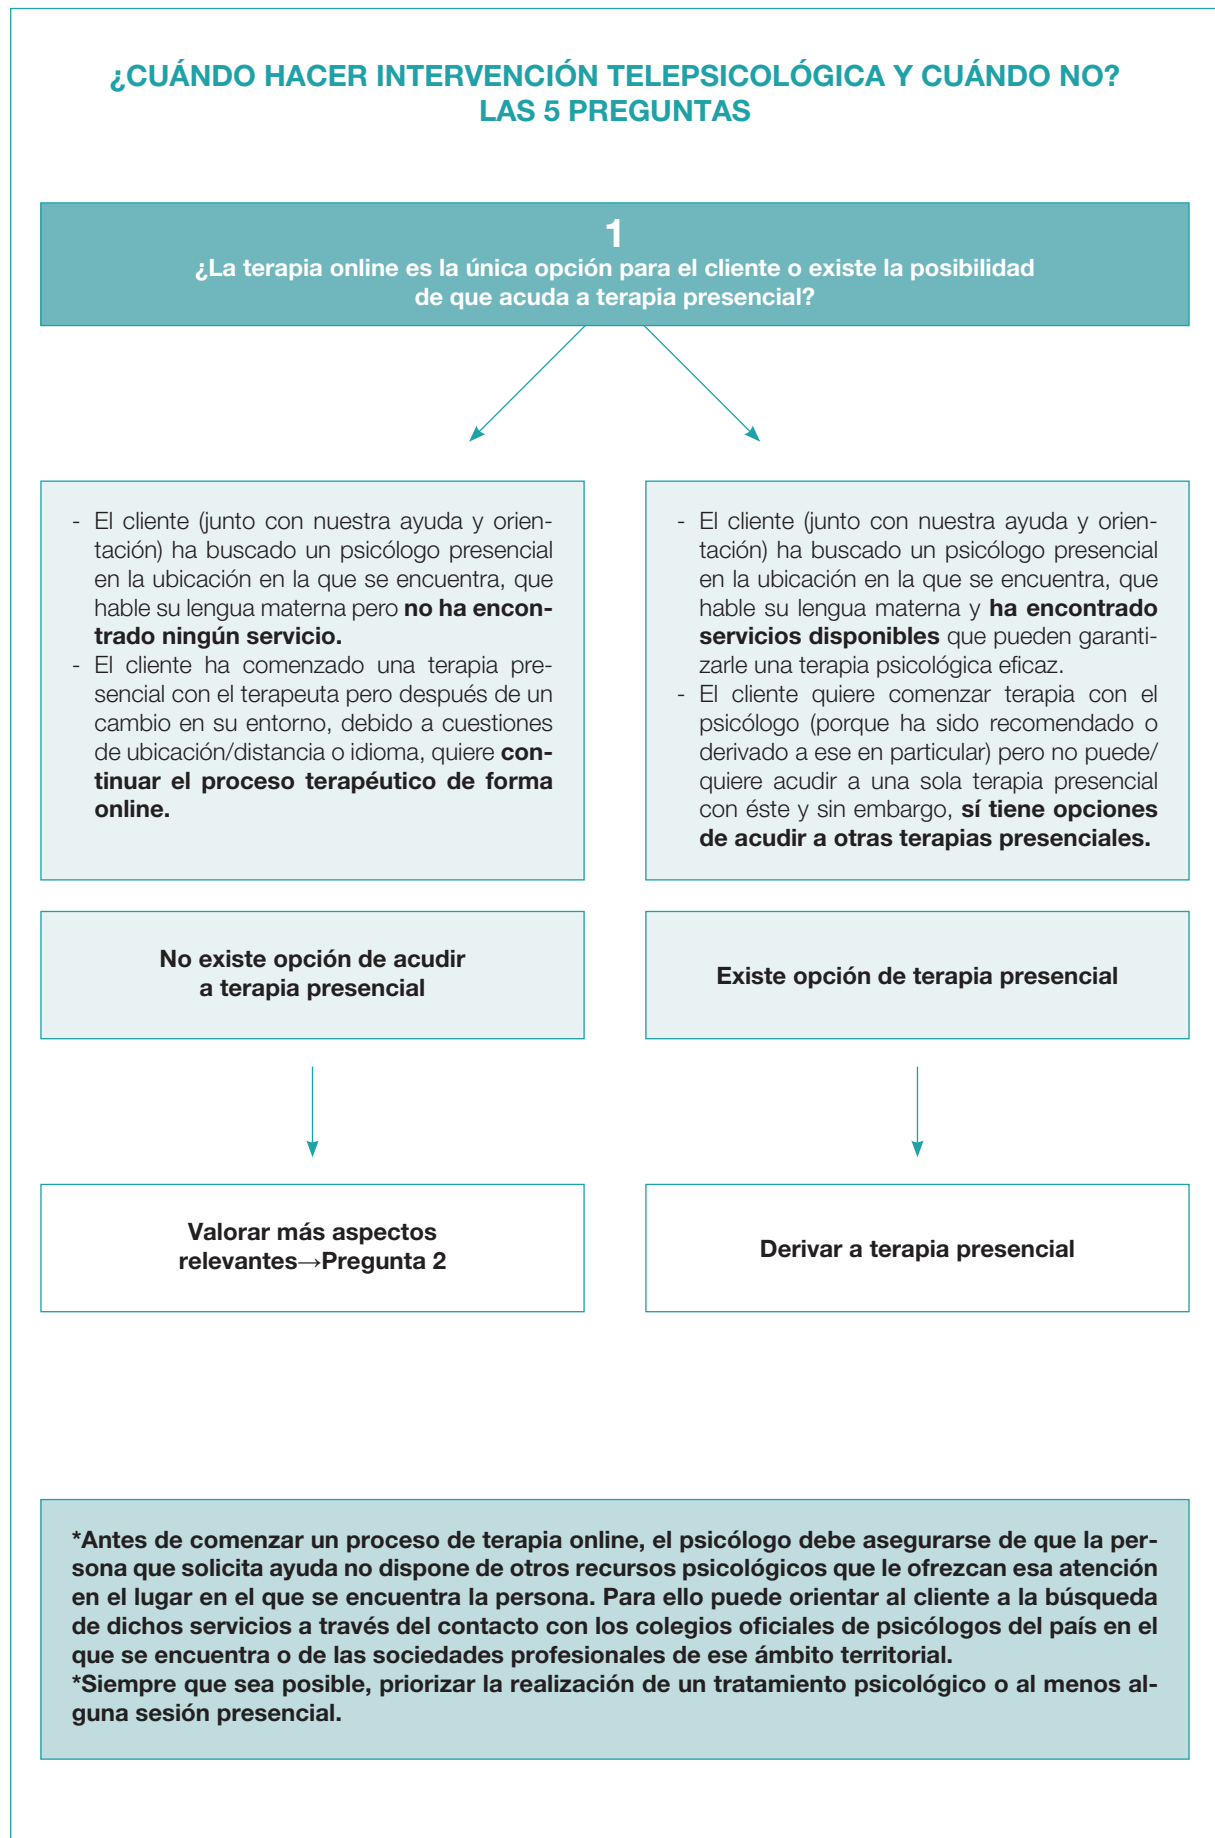 ¿CUÁNDO HACER INTERVENCIÓN TELEPSICOLÓGICA Y CUÁNDO NO?
LAS 5 PREGUNTAS
1
¿La terapia online es la única opción para el cliente o existe la posibilidad
de que acuda a terapia presencial?
- El cliente (junto con nuestra ayuda y orien-
tación) ha buscado un psicólogo presencial
en la ubicación en la que se encuentra, que
hable su lengua materna pero no ha encon-
trado ningún servicio.
- El cliente ha comenzado una terapia pre-
sencial con el terapeuta pero después de un
cambio en su entorno, debido a cuestiones
de ubicación/distancia o idioma, quiere con-
tinuar el proceso terapéutico de forma
online.
- El cliente (junto con nuestra ayuda y orien-
tación) ha buscado un psicólogo presencial
en la ubicación en la que se encuentra, que
hable su lengua materna y ha encontrado
servicios disponibles que pueden garanti-
zarle una terapia psicológica eficaz.
- El cliente quiere comenzar terapia con el
psicólogo (porque ha sido recomendado o
derivado a ese en particular) pero no puede/
quiere acudir a una sola terapia presencial
con éste y sin embargo, sí tiene opciones
de acudir a otras terapias presenciales.
No existe opción de acudir
a terapia presencial
Existe opción de terapia presencial
Valorar más aspectos
relevantes→Pregunta 2
Derivar a terapia presencial
*Antes de comenzar un proceso de terapia online, el psicólogo debe asegurarse de que la per-
sona que solicita ayuda no dispone de otros recursos psicológicos que le ofrezcan esa atención
en el lugar en el que se encuentra la persona. Para ello puede orientar al cliente a la búsqueda
de dichos servicios a través del contacto con los colegios oficiales de psicólogos del país en el
que se encuentra o de las sociedades profesionales de ese ámbito territorial.
*Siempre que sea posible, priorizar la realización de un tratamiento psicológico o al menos al-
guna sesión presencial.